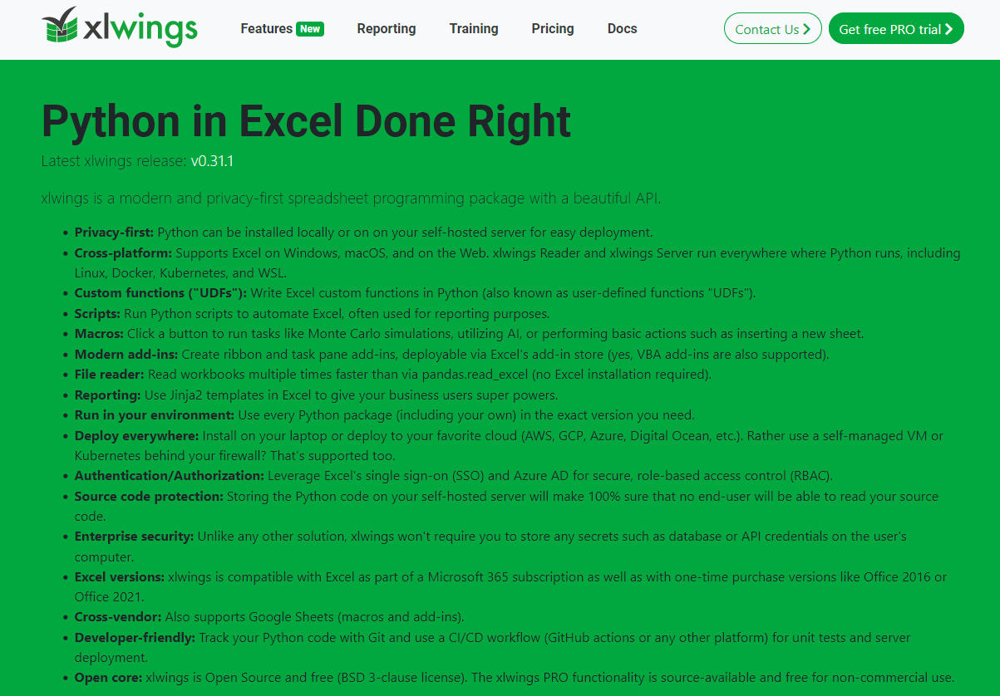 xlwings
Features New
Reporting
Training
Pricing
Docs
Contact Us
Get free PRO trial
Python in Excel Done Right
Latest xlwings release: v0.31.1
xlwings is a modern and privacy-first spreadsheet programming package with a beautiful API.
• Privacy-first: Python can be installed locally or on on your self-hosted server for easy deployment.
• Cross-platform: Supports Excel on Windows, macOS, and on the Web. xlwings Reader and xlwings Server run everywhere where Python runs, including
Linux, Docker, Kubernetes, and WSL.
• Custom functions ("UDFs"): Write Excel custom functions in Python (also known as user-defined functions "UDFs").
• Scripts: Run Python scripts to automate Excel, often used for reporting purposes.
• Macros: Click a button to run tasks like Monte Carlo simulations, utilizing AI, or performing basic actions such as inserting a new sheet.
• Modern add-ins: Create ribbon and task pane add-ins, deployable via Excel's add-in store (yes, VBA add-ins are also supported).
• File reader: Read workbooks multiple times faster than via pandas.read_excel (no Excel installation required).
• Reporting: Use Jinja2 templates in Excel to give your business users super powers.
• Run in your environment: Use every Python package (including your own) in the exact version you need.
• Deploy everywhere: Install on your laptop or deploy to your favorite cloud (AWS, GCP, Azure, Digital Ocean, etc.). Rather use a self-managed VM or
Kubernetes behind your firewall? That's supported too.
• Authentication/Authorization: Leverage Excel's single sign-on (SSO) and Azure AD for secure, role-based access control (RBAC).
• Source code protection: Storing the Python code on your self-hosted server will make 100% sure that no end-user will be able to read your source
code.
• Enterprise security: Unlike any other solution, xlwings won't require you to store any secrets such as database or API credentials on the user's
computer.
• Excel versions: xlwings is compatible with Excel as part of a Microsoft 365 subscription as well as with one-time purchase versions like Office 2016 or
Office 2021.
• Cross-vendor: Also supports Google Sheets (macros and add-ins).
• Developer-friendly: Track your Python code with Git and use a CI/CD workflow (GitHub actions or any other platform) for unit tests and server
deployment.
• Open core: xlwings is Open Source and free (BSD 3-clause license). The xlwings PRO functionality is source-available and free for non-commercial use.